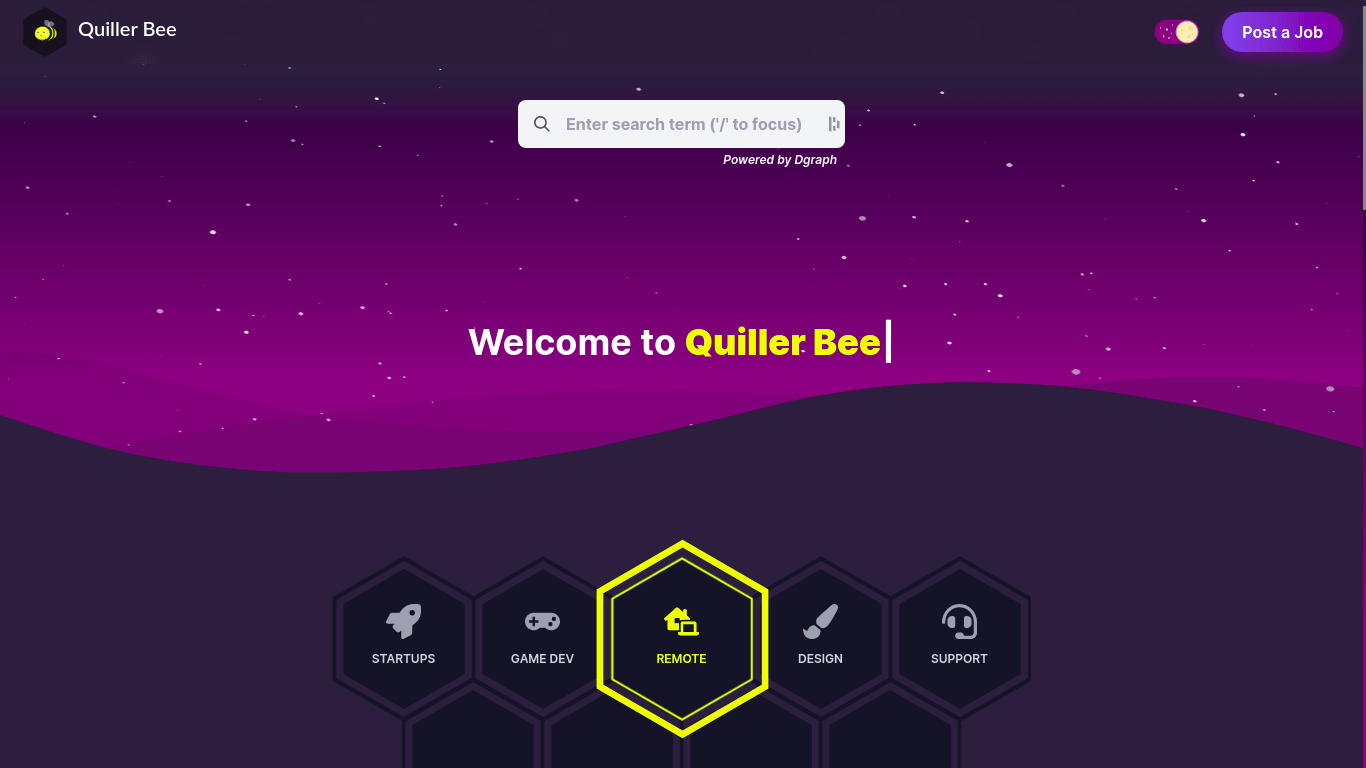 Quiller Bee
Post a Job
Enter search term ('/' to focus)
Powered by Dgraph
Welcome to Quiller Bee
STARTUPS
GAME DEV
REMOTE
DESIGN
SUPPORT